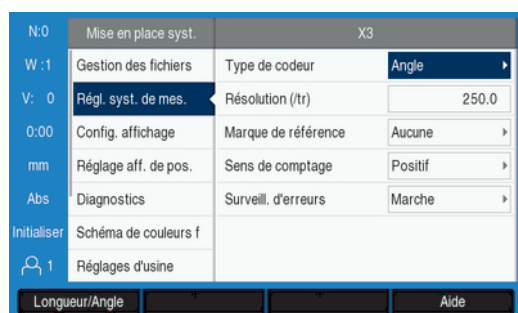 N:0
Mise en place syst.
X3
W :1
Gestion des fichiers
Type de codeur
Angle
V: 0
Régl. syst. de mes.
Résolution (/tr)
250.0
0:00
Config. affichage
Marque de référence
Aucune
mm
Réglage aff. de pos.
Sens de comptage
Positif
Abs
Diagnostics
Surveill. d'erreurs
Marche
Initialiser
Schéma de couleurs f
1
Réglages d'usine
Longueur/Angle
Aide